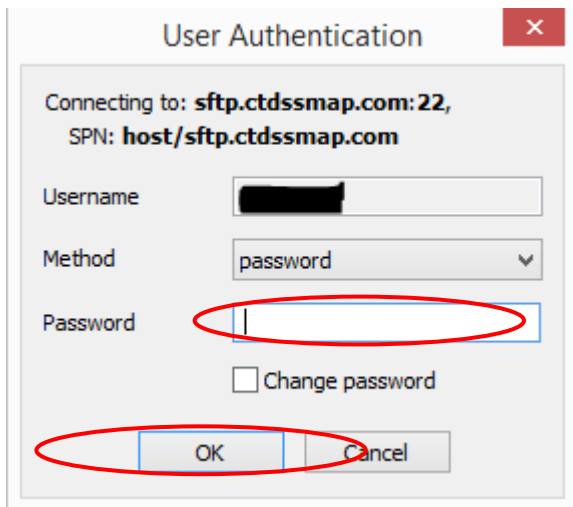 User Authentication
Connecting to: sftp.ctdssmap.com:22,
SPN: host/sftp.ctdssmap.com
Username
Method password
Password
Change password
OK Cancel